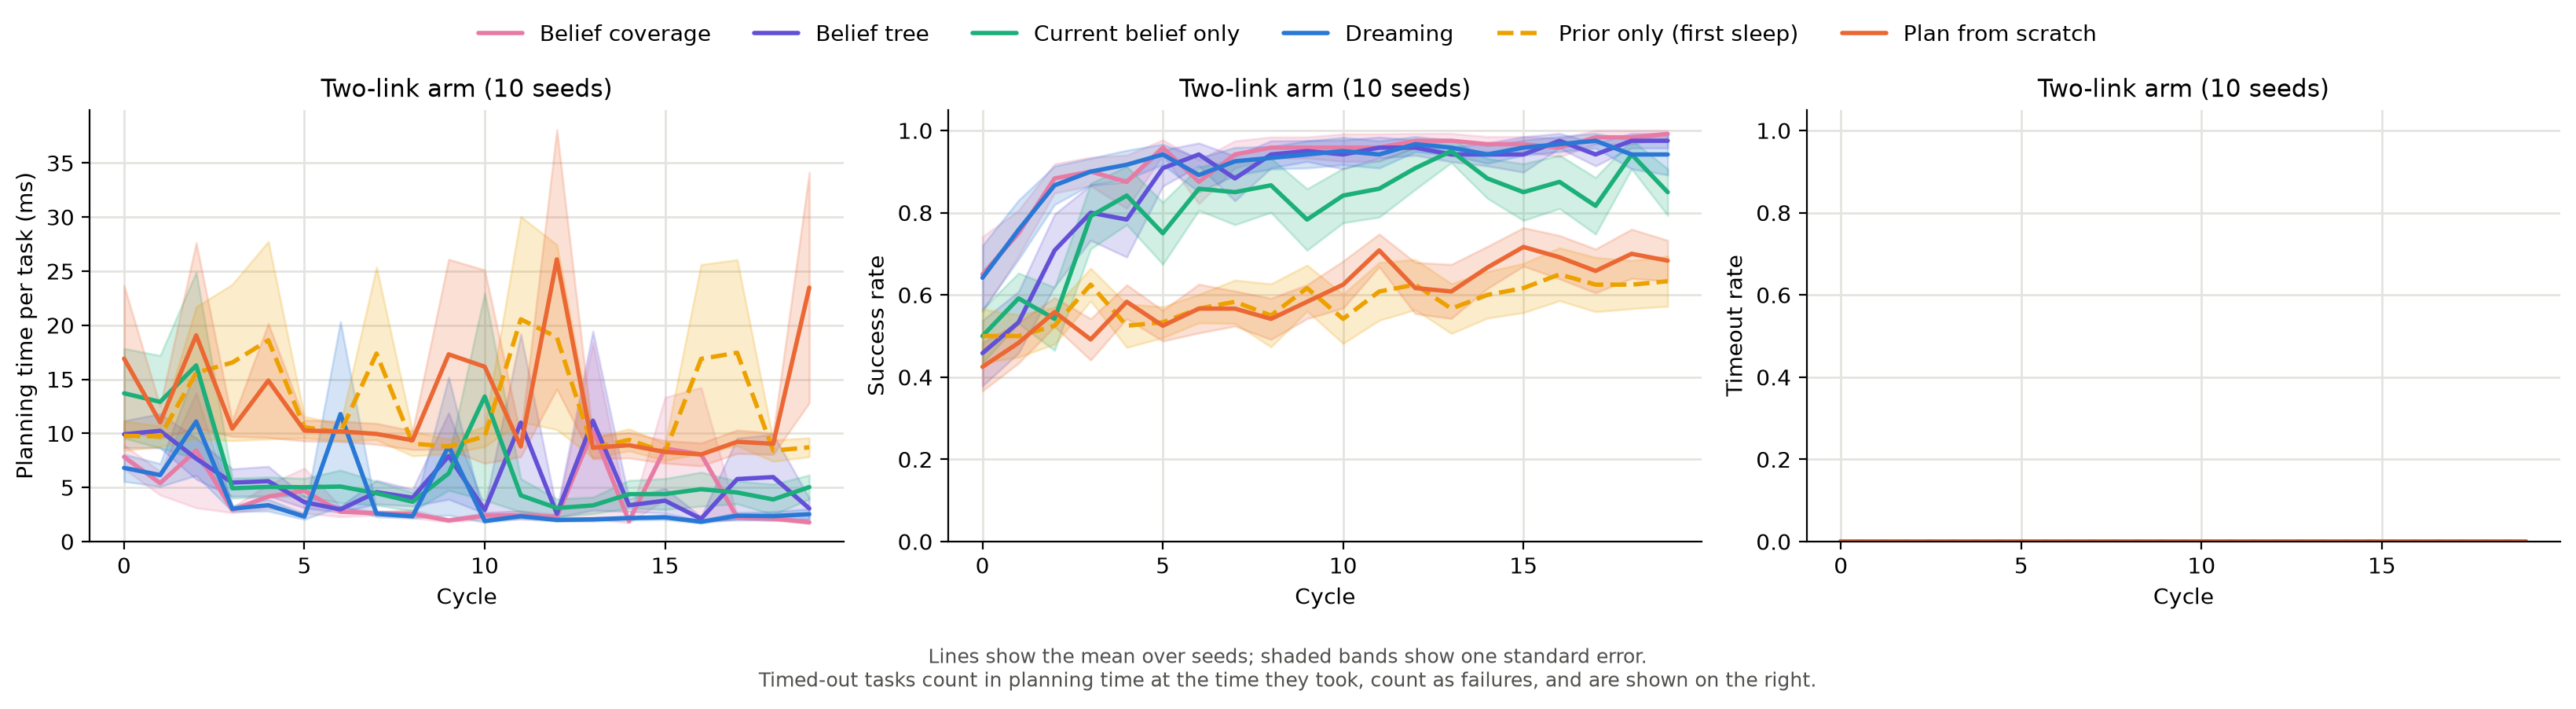 Belief coverage Belief tree Current belief only Dreaming Prior only (first sleep) Plan from scratch
Two-link arm (10 seeds)
Planning time per task (ms)
35
30
25
20
15
10
5
0
0 5 10 15
Cycle
Two-link arm (10 seeds)
Success rate
1.0
0.8
0.6
0.4
0.2
0.0
0 5 10 15
Cycle
Two-link arm (10 seeds)
Timeout rate
1.0
0.8
0.6
0.4
0.2
0.0
0 5 10 15
Cycle
Lines show the mean over seeds; shaded bands show one standard error.
Timed-out tasks count in planning time at the time they took, count as failures, and are shown on the right.